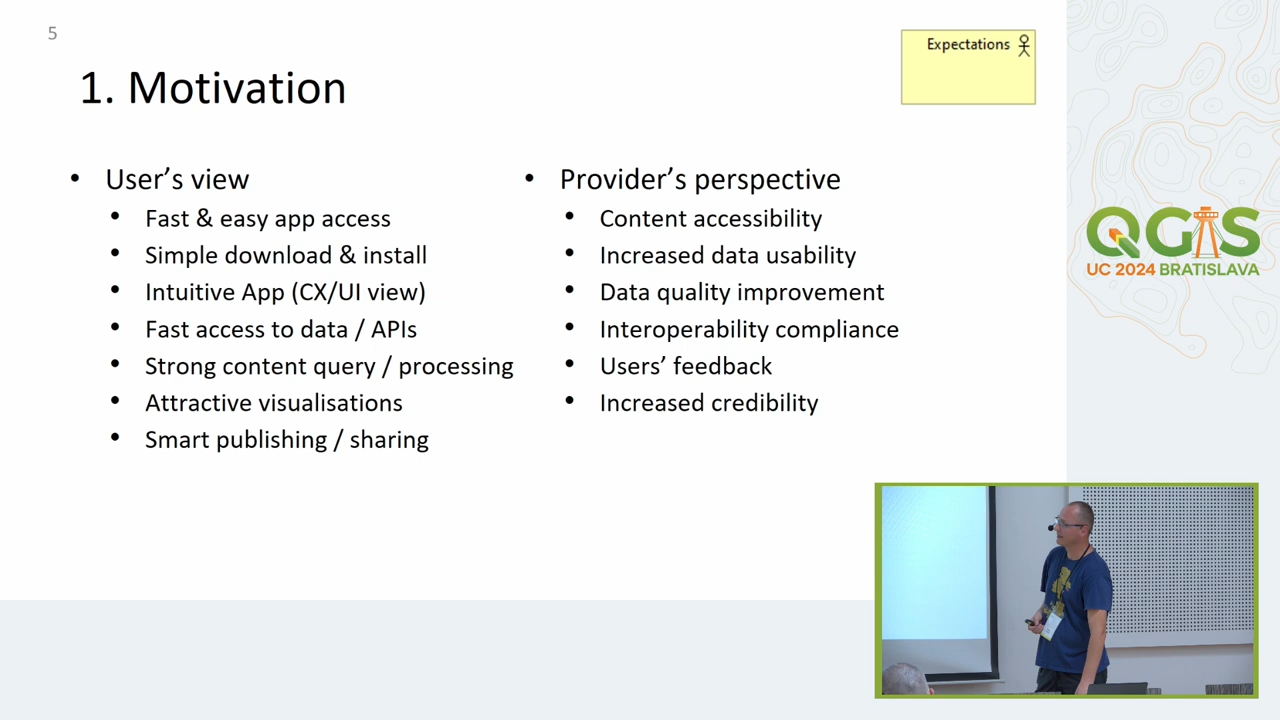 5
Expectations
1. Motivation
• User’s view
• Fast & easy app access
• Simple download & install
• Intuitive App (CX/UI view)
• Fast access to data / APIs
• Strong content query / processing
• Attractive visualisations
• Smart publishing / sharing
• Provider’s perspective
• Content accessibility
• Increased data usability
• Data quality improvement
• Interoperability compliance
• Users’ feedback
• Increased credibility
QGIS
UC 2024 BRATISLAVA